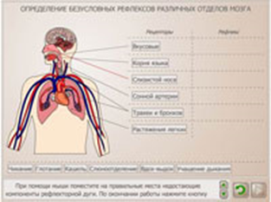 ОПРЕДЕЛЕНИЕ БЕЗУСЛОВНЫХ РЕФЛЕКСОВ РАЗЛИЧНЫХ ОТДЕЛОВ МОЗГА
Рецепторы Рефлекс
Вкусовые
Корня языка
Слизистой носа
Сонной артерии
Трахеи и бронхов
Растяжения легких
Чихание Глотание Кашель Слюноотделение Вдох-выдох Учащение дыхания
При помощи мыши поместите на правильные места недостающие
компоненты рефлекторной дуги. По окончании работы нажмите кнопку